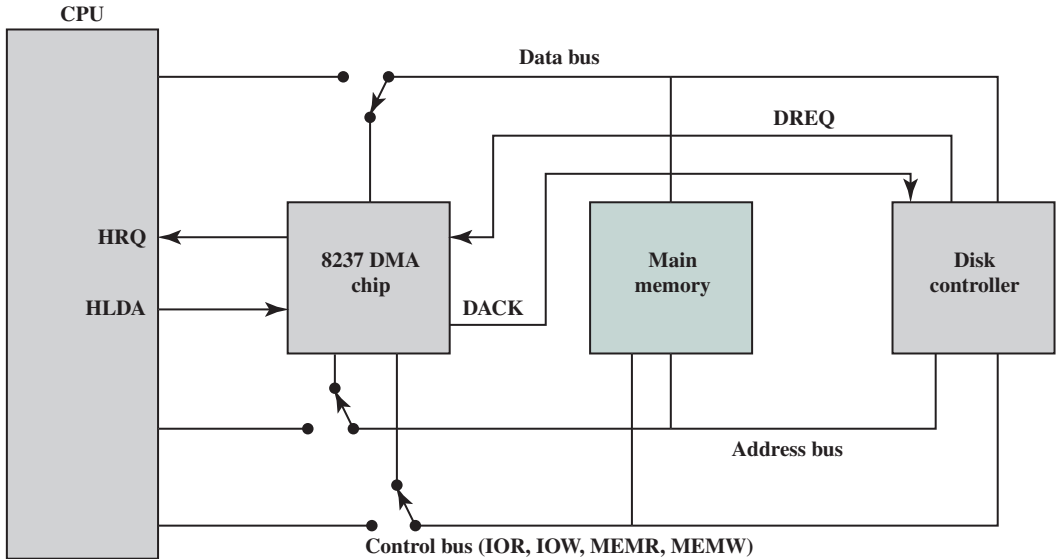 CPU
Data bus
DREQ
HRQ
8237 DMA
chip
Main
memory
Disk
controller
HLDA
DACK
Address bus
Control bus (IOR, IOW, MEMR, MEMW)